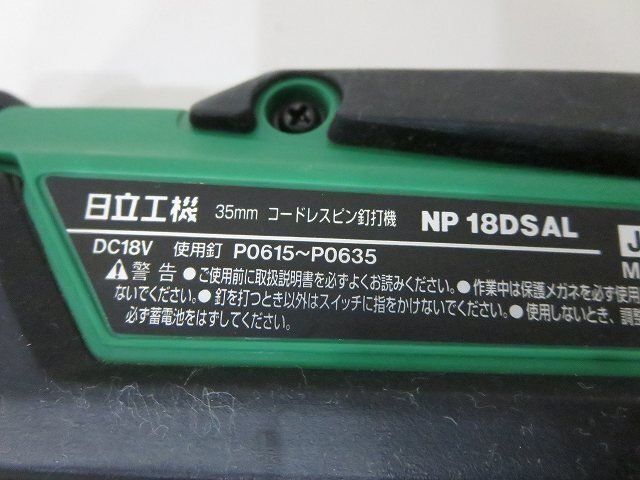 日立工機 35mm コードレスピン釘打機 NP 18DSAL
DC18V 使用釘 P0615～P0635
警告 ●ご使用前に取扱説明書を必ずよくお読みください。●作業中は保護メガネを必ず使用
ないでください。●釘を打つとき以外はスイッチに指をかけないでください。●使用しないとき、調整
必ず蓄電池をはずしてください。